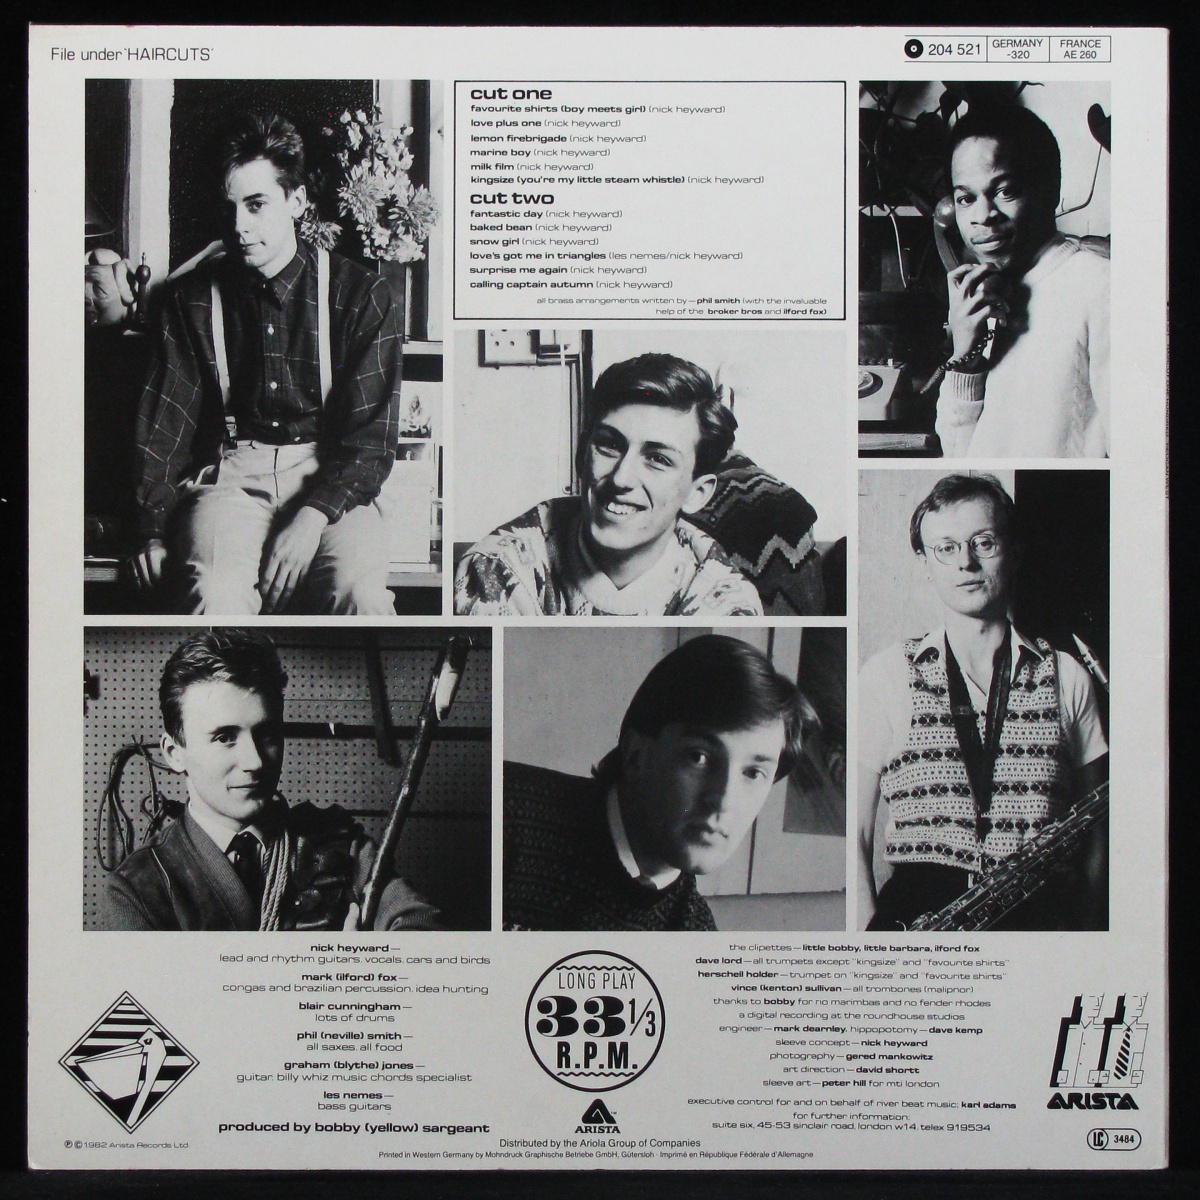 File under 'HAIRCUTS'
204 521
GERMANY
-320
FRANCE
AE 260
cut one
favourite shirts (boy meets girl) (nick heyward)
love plus one (nick heyward)
lemon firebrigade (nick heyward)
marine boy (nick heyward)
milk film (nick heyward)
kingsize (you're my little steam whistle) (nick heyward)
cut two
fantastic day (nick heyward)
baked bean (nick heyward)
snow girl (nick heyward)
love's got me in triangles (les nemes/nick heyward)
surprise me again (nick heyward)
calling captain autumn (nick heyward)
all brass arrangements written by — phil smith (with the invaluable
help of the broker bros and ilford fox)
nick heyward —
lead and rhythm guitars, vocals, cars and birds
mark (ilford) fox —
congas and brazilian percussion, idea hunting
blair cunningham —
lots of drums
phil (neville) smith —
all saxes, all food
graham (blythe) jones —
guitar, billy whiz music chords specialist
les nemes —
bass guitars
produced by bobby (yellow) sargeant
℗ © 1982 Arista Records Ltd.
LONG PLAY
33 1/3
R.P.M.
ARISTA
the clipettes — little bobby, little barbara, ilford fox
dave lord — all trumpets except "kingsize" and "favourite shirts"
herschell holder — trumpet on "kingsize" and "favourite shirts"
vince (kenton) sullivan — all trombones (malipnor)
thanks to bobby for no marimbas and no fender rhodes
a digital recording at the roundhouse studios
engineer — mark dearnley, hippopotomy — dave kemp
sleeve concept — nick heyward
photography — gered mankowitz
art direction — david shortt
sleeve art — peter hill for mti london
executive control for and on behalf of river beat music: karl adams
for further information:
suite six, 45-53 sinclair road, london w14, telex 919534
ARISTA
LC 3484
Distributed by the Ariola Group of Companies
Printed in Western Germany by Mohndruck Graphische Betriebe GmbH, Gütersloh · Imprimé en République Fédérale d'Allemagne